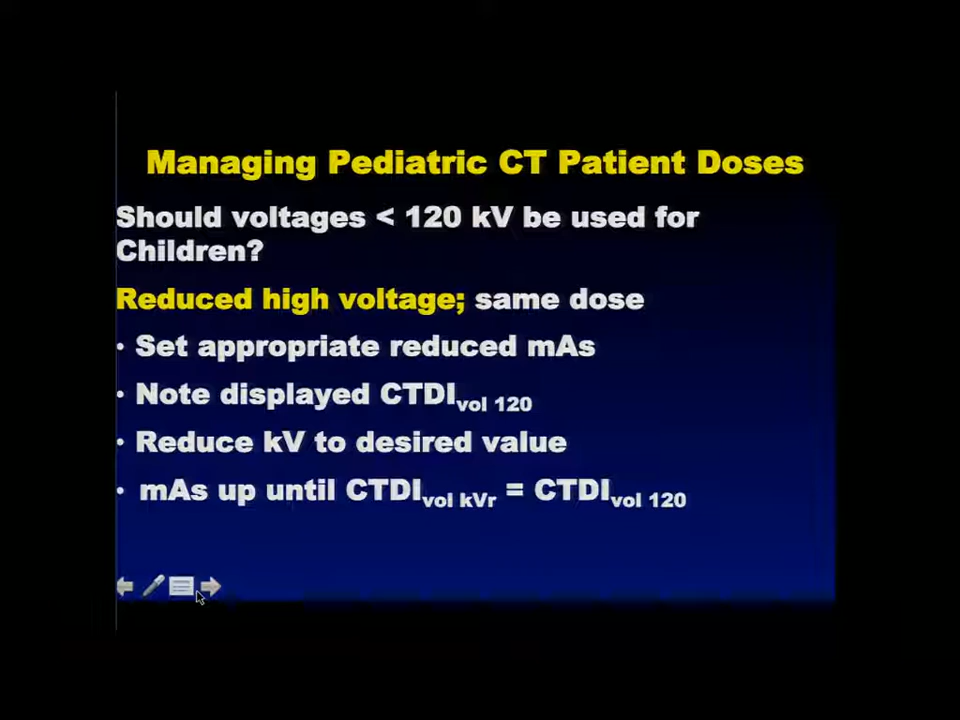 Managing Pediatric CT Patient Doses
Should voltages < 120 kV be used for
Children?
Reduced high voltage; same dose
• Set appropriate reduced mAs
• Note displayed CTDIvol 120
• Reduce kV to desired value
• mAs up until CTDIvol kVr = CTDIvol 120